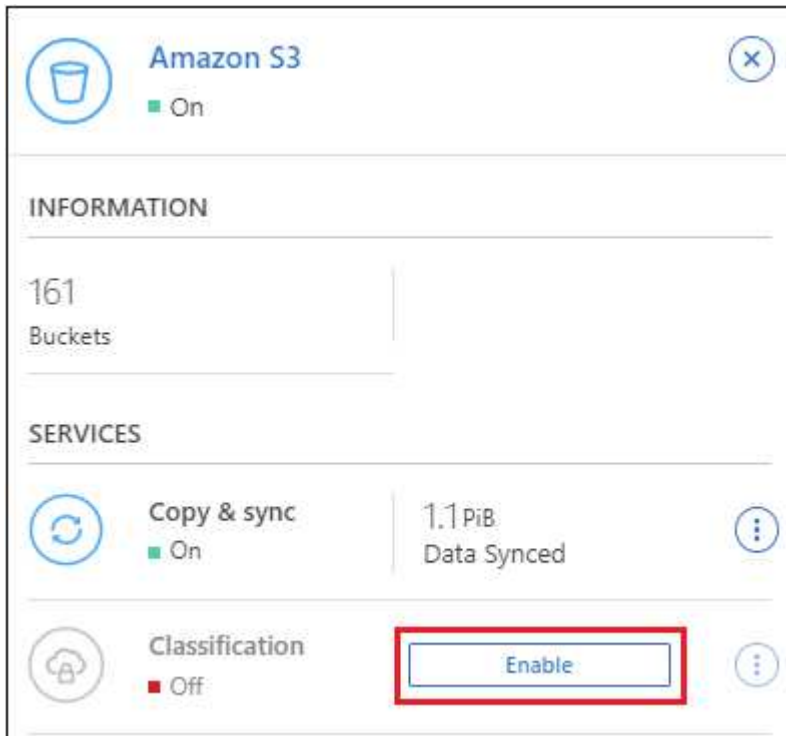 Amazon S3
On
INFORMATION
161
Buckets
SERVICES
Copy & sync
On
1.1 PiB
Data Synced
Classification
Off
Enable